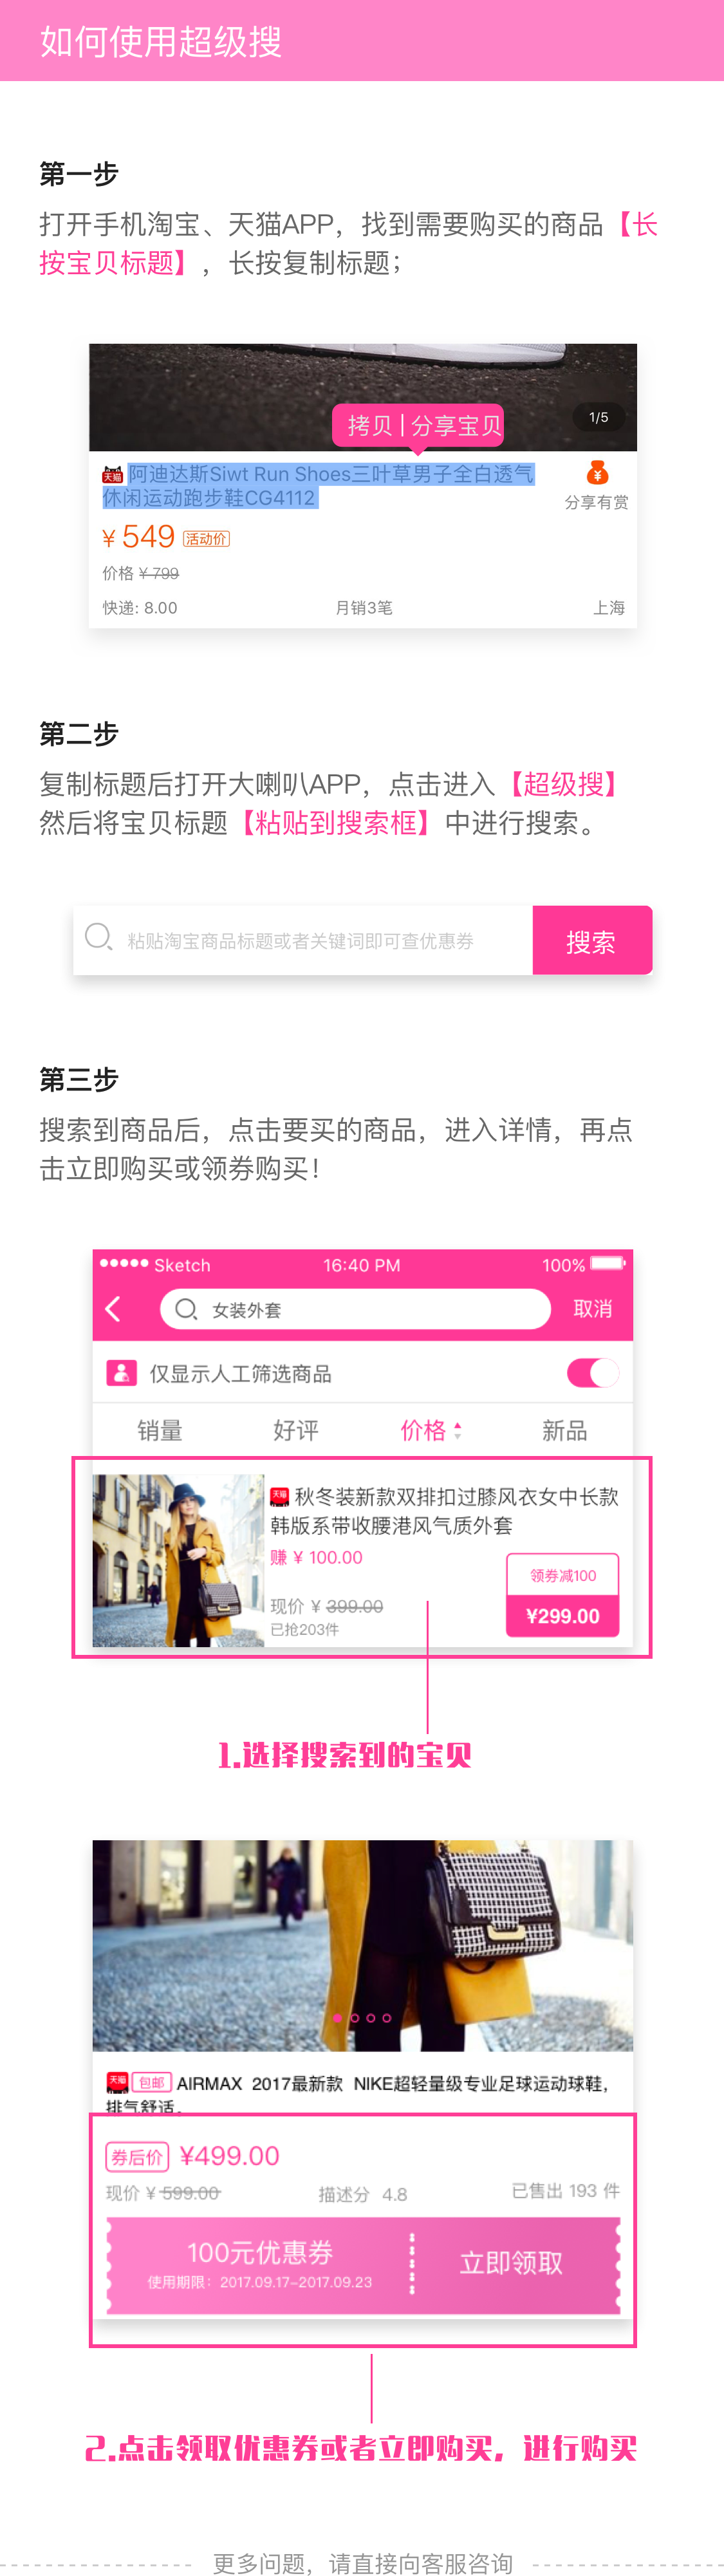 如何使用超级搜
第一步
打开手机淘宝、天猫APP，找到需要购买的商品【长
按宝贝标题】，长按复制标题；
拷贝 | 分享宝贝
1/5
天猫 阿迪达斯Siwt Run Shoes三叶草男子全白透气
休闲运动跑步鞋CG4112
分享有赏
¥ 549 活动价
价格 ¥ 799
快递: 8.00 月销3笔 上海
第二步
复制标题后打开大喇叭APP，点击进入【超级搜】
然后将宝贝标题【粘贴到搜索框】中进行搜索。
粘贴淘宝商品标题或者关键词即可查优惠券 搜索
第三步
搜索到商品后，点击要买的商品，进入详情，再点
击立即购买或领券购买！
Sketch 16:40 PM 100%
女装外套 取消
仅显示人工筛选商品
销量 好评 价格 新品
天猫 秋冬装新款双排扣过膝风衣女中长款
韩版系带收腰港风气质外套
赚 ¥ 100.00
领券减100
现价 ¥ 399.00
¥299.00
已抢203件
1.选择搜索到的宝贝
天猫 包邮 AIRMAX 2017最新款 NIKE超轻量级专业足球运动球鞋，
排气舒适。
券后价 ¥499.00
现价 ¥ 599.00 描述分 4.8 已售出 193 件
100元优惠券 立即领取
使用期限：2017.09.17-2017.09.23
2.点击领取优惠券或者立即购买，进行购买
更多问题，请直接向客服咨询